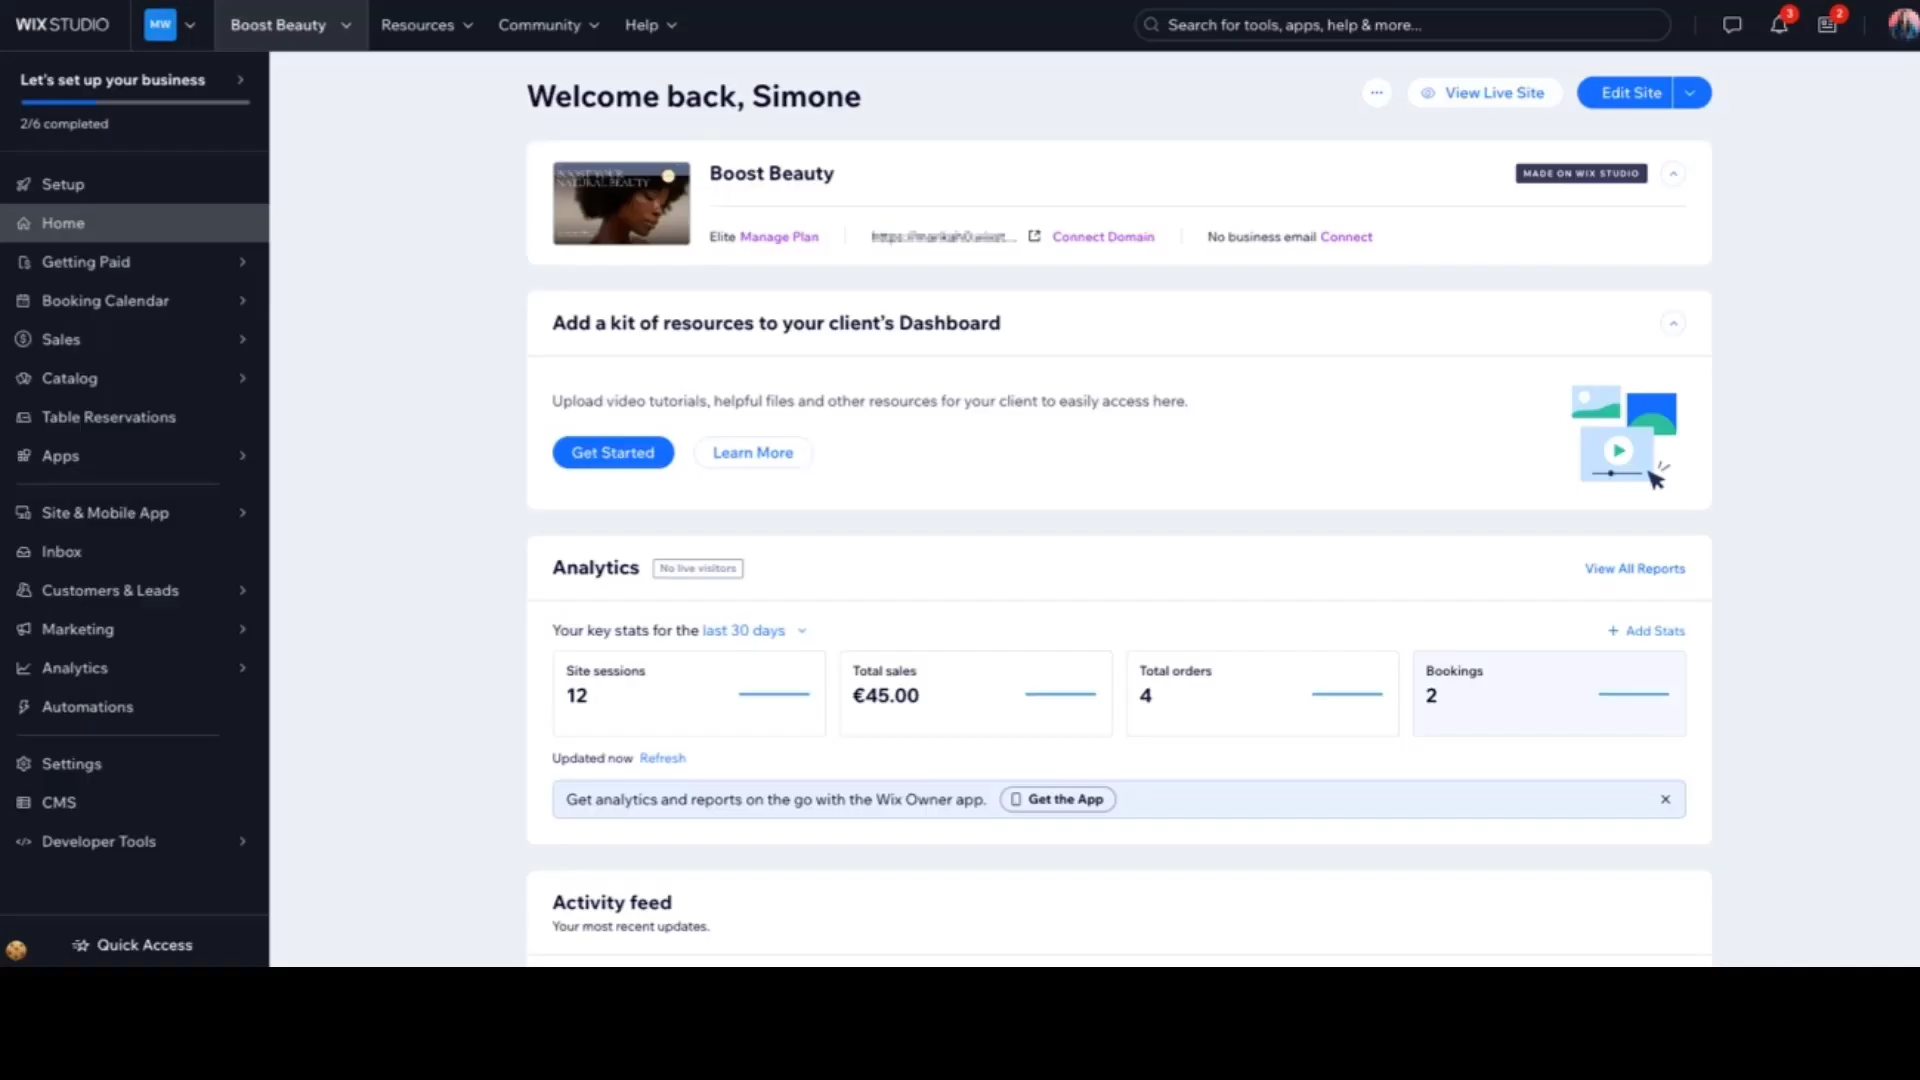 WIX STUDIO
MW
Boost Beauty
Resources
Community
Help
Search for tools, apps, help & more...
3
2
Let's set up your business
2/6 completed
Setup
Home
Getting Paid
Booking Calendar
Sales
Catalog
Table Reservations
Apps
Site & Mobile App
Inbox
Customers & Leads
Marketing
Analytics
Automations
Settings
CMS
Developer Tools
Quick Access
Welcome back, Simone
View Live Site
Edit Site
BOOST YOUR
NATURAL BEAUTY
Boost Beauty
MADE ON WIX STUDIO
Elite Manage Plan
Connect Domain
No business email Connect
Add a kit of resources to your client's Dashboard
Upload video tutorials, helpful files and other resources for your client to easily access here.
Get Started
Learn More
Analytics
No live visitors
View All Reports
Your key stats for the last 30 days
+ Add Stats
Site sessions
12
Total sales
€45.00
Total orders
4
Bookings
2
Updated now Refresh
Get analytics and reports on the go with the Wix Owner app.
Get the App
Activity feed
Your most recent updates.